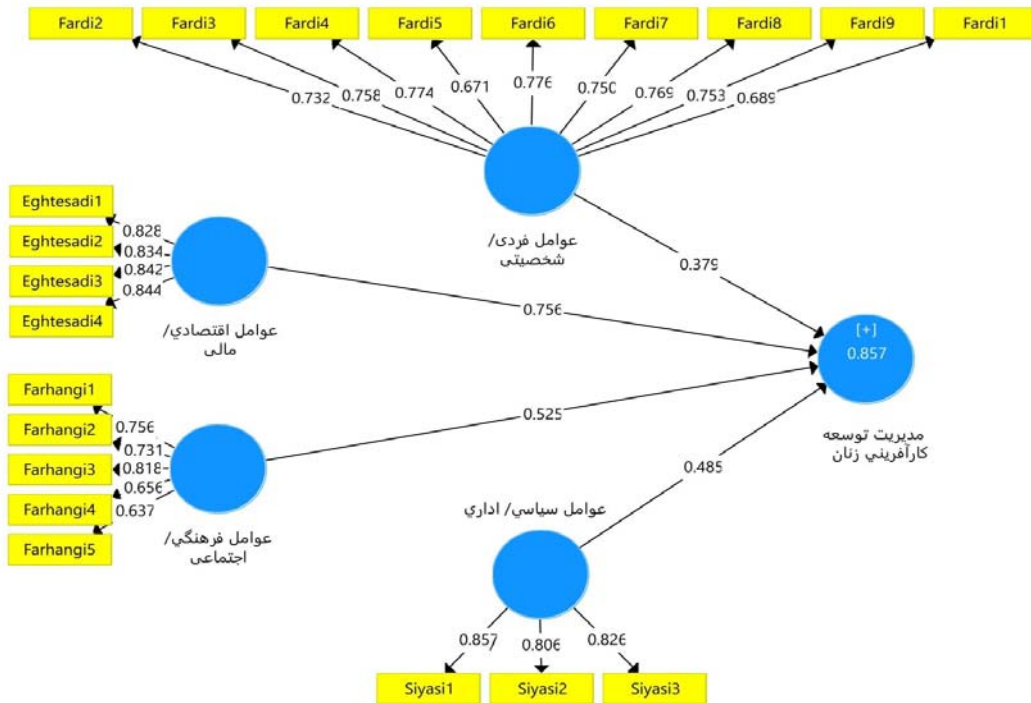 Fardi2
Fardi3
Fardi4
Fardi5
Fardi6
Fardi7
Fardi8
Fardi9
Fardi1
0.732
0.758
0.774
0.671
0.776
0.750
0.769
0.753
0.689
عوامل فردی/
شخصیتی
0.379
Eghtesadi1
Eghtesadi2
Eghtesadi3
Eghtesadi4
0.828
0.834
0.842
0.844
عوامل اقتصادي/
مالی
0.756
[+]
0.857
مدیریت توسعه
کارآفریني زنان
Farhangi1
Farhangi2
Farhangi3
Farhangi4
Farhangi5
0.756
0.731
0.818
0.656
0.637
عوامل فرهنگي/
اجتماعی
0.525
0.485
عوامل سیاسي/ اداري
0.857
0.806
0.826
Siyasi1
Siyasi2
Siyasi3